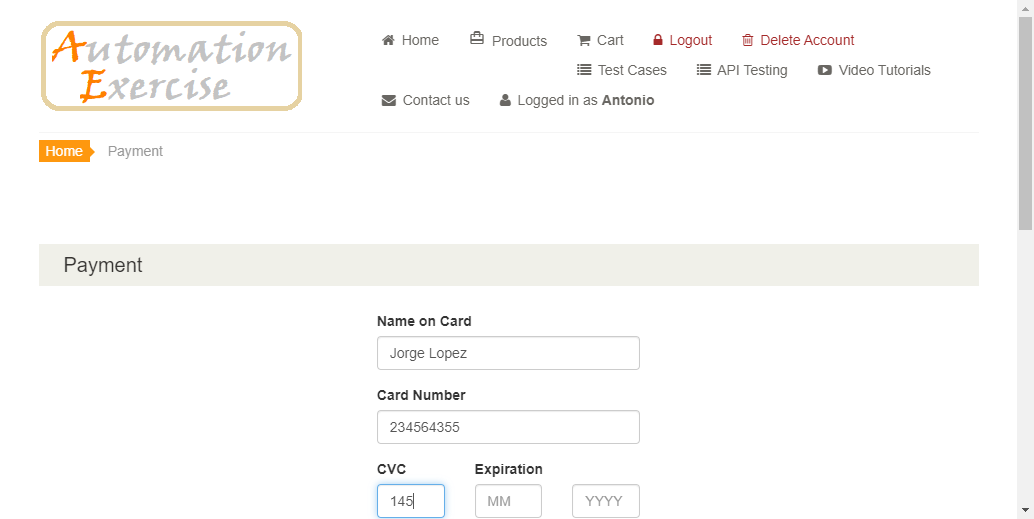 Automation
Exercise
Home
Products
Cart
Logout
Delete Account
Test Cases
API Testing
Video Tutorials
Contact us
Logged in as Antonio
Home
Payment
Payment
Name on Card
Jorge Lopez
Card Number
234564355
CVC
Expiration
145
MM
YYYY